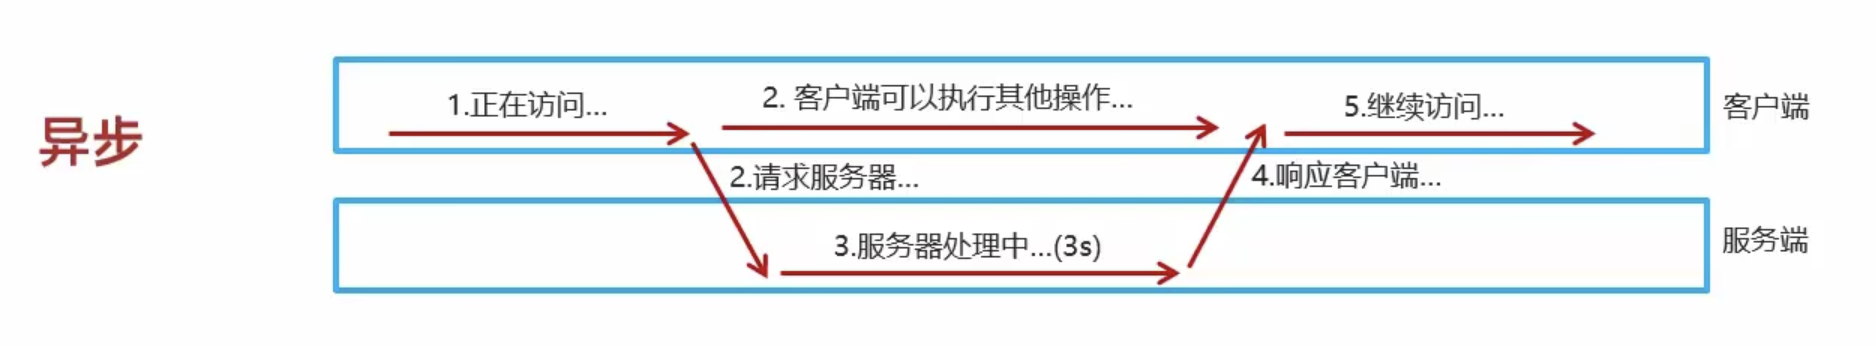 异步
1.正在访问...
2. 客户端可以执行其他操作...
5.继续访问...
客户端
2.请求服务器...
4.响应客户端...
3.服务器处理中...(3s)
服务端